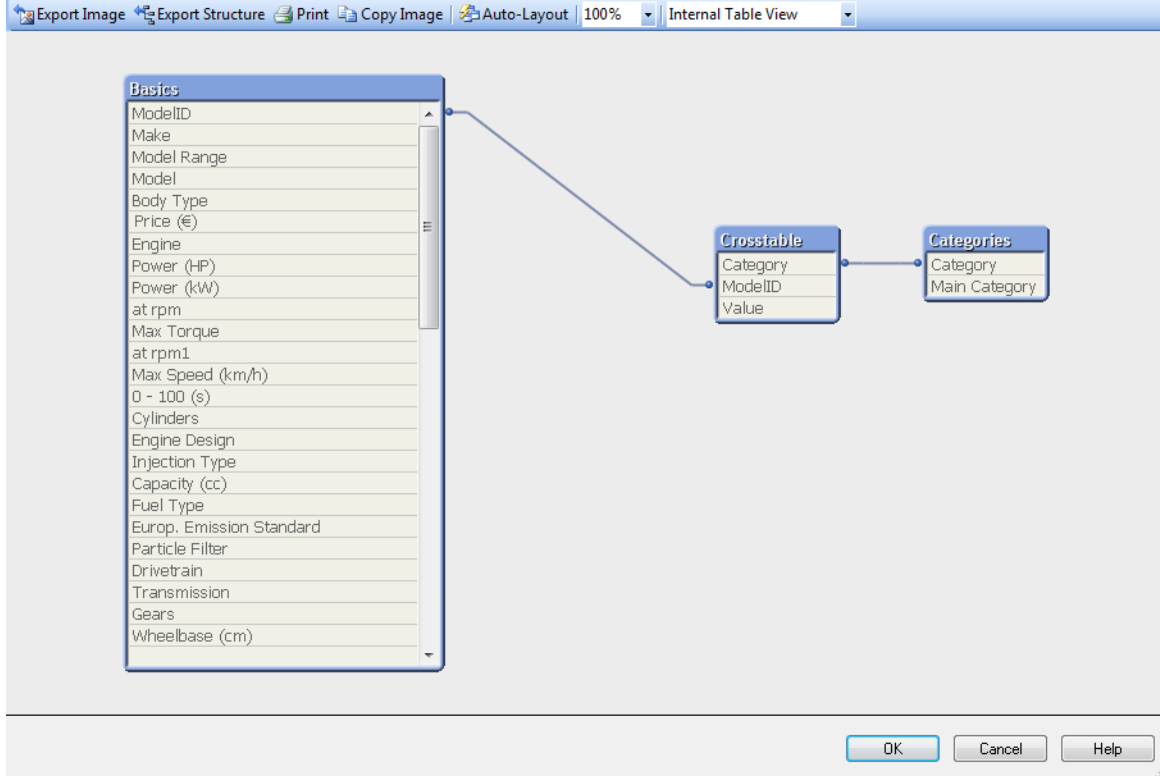 Export Image Export Structure Print Copy Image Auto-Layout 100% Internal Table View
Basics
ModelID
Make
Model Range
Model
Body Type
Price (€)
Engine
Power (HP)
Power (kW)
at rpm
Max Torque
at rpm1
Max Speed (km/h)
0 - 100 (s)
Cylinders
Engine Design
Injection Type
Capacity (cc)
Fuel Type
Europ. Emission Standard
Particle Filter
Drivetrain
Transmission
Gears
Wheelbase (cm)
Crosstable
Category
ModelID
Value
Categories
Category
Main Category
OK Cancel Help